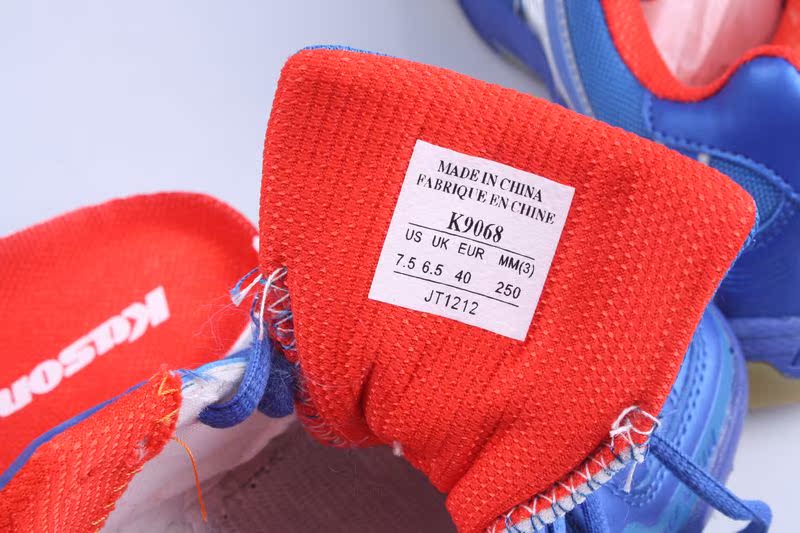 MADE IN CHINA
FABRIQUE EN CHINE
K9068
US UK EUR MM(3)
7.5 6.5 40 250
JT1212
Kason